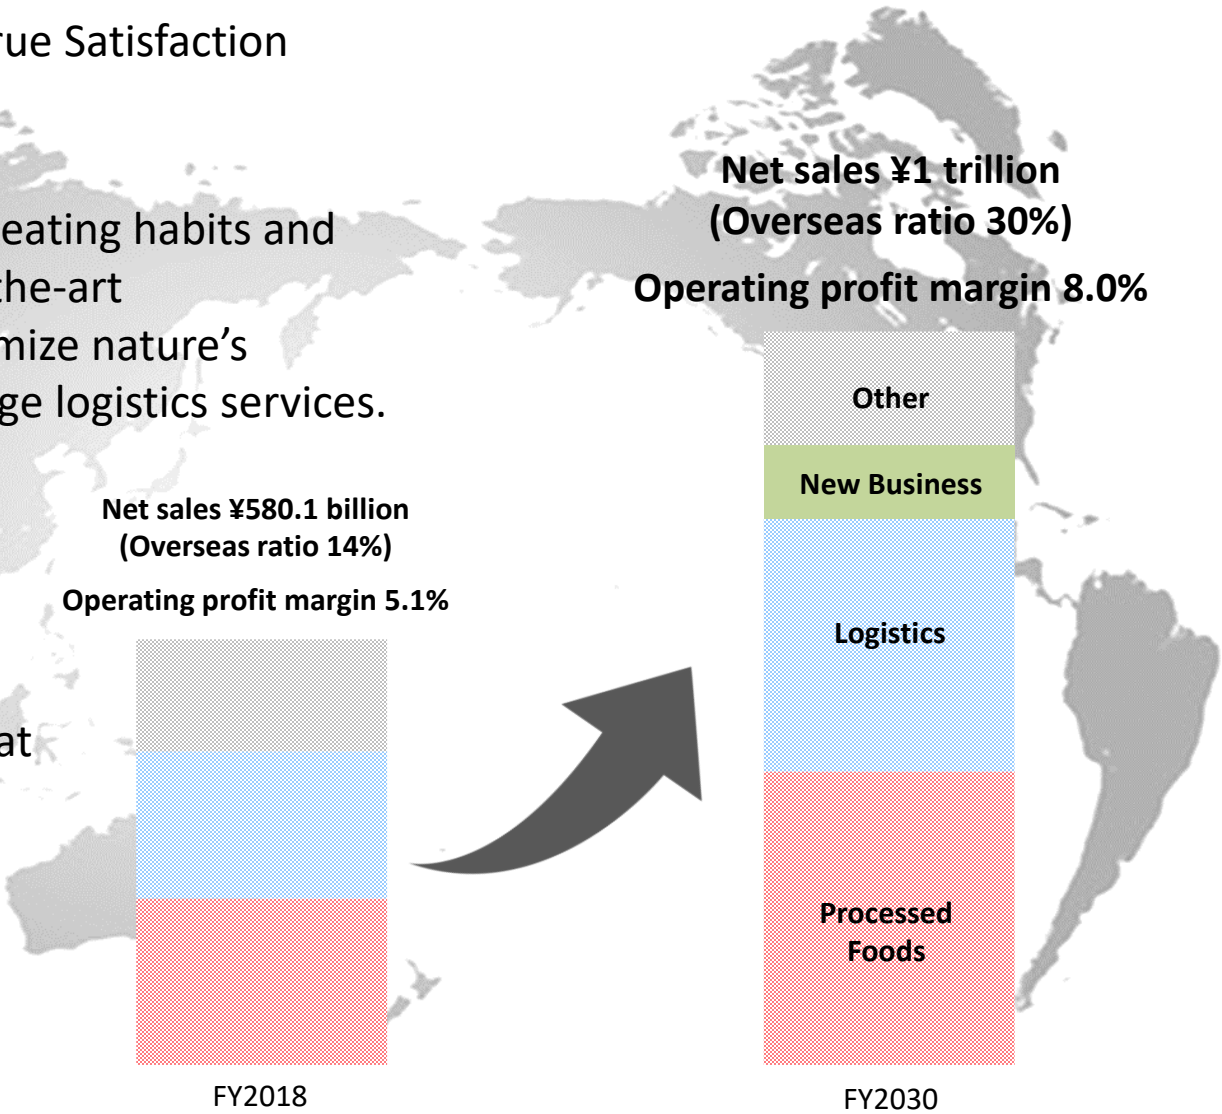 rue Satisfaction
eating habits and
the-art
mize nature’s
ge logistics services.
at
Net sales ¥580.1 billion
(Overseas ratio 14%)
Operating profit margin 5.1%
FY2018
Net sales ¥1 trillion
(Overseas ratio 30%)
Operating profit margin 8.0%
Other
New Business
Logistics
Processed
Foods
FY2030